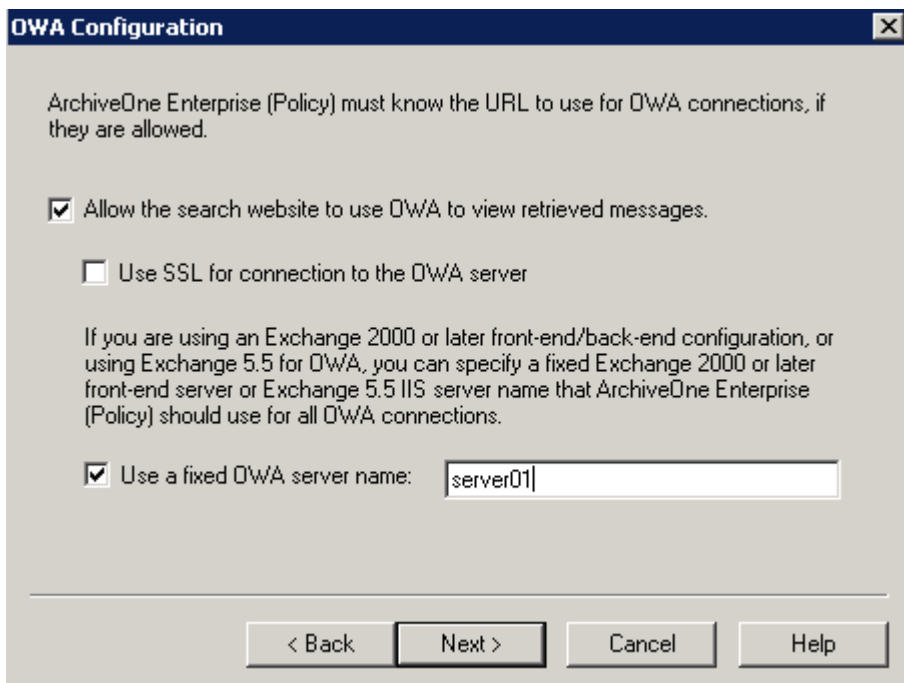 OWA Configuration
ArchiveOne Enterprise (Policy) must know the URL to use for OWA connections, if
they are allowed.
Allow the search website to use OWA to view retrieved messages.
Use SSL for connection to the OWA server
If you are using an Exchange 2000 or later front-end/back-end configuration, or
using Exchange 5.5 for OWA, you can specify a fixed Exchange 2000 or later
front-end server or Exchange 5.5 IIS server name that ArchiveOne Enterprise
(Policy) should use for all OWA connections.
Use a fixed OWA server name: server01
< Back Next > Cancel Help